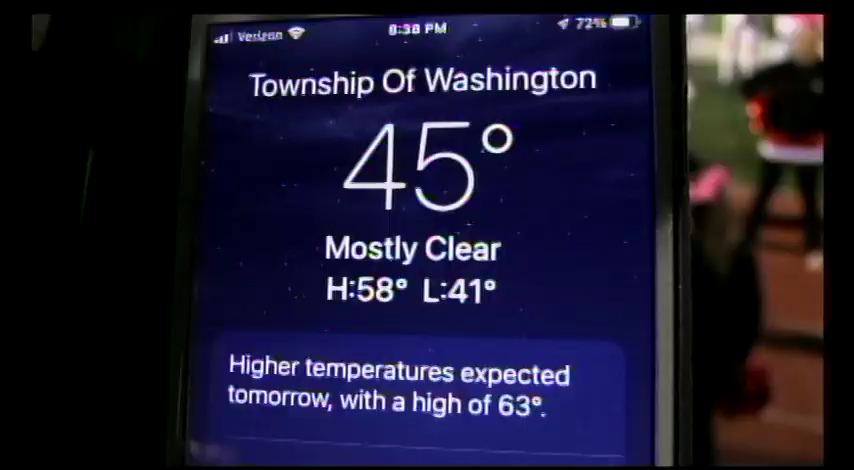 Verizon 8:38 PM 72%
Township Of Washington
45°
Mostly Clear
H:58° L:41°
Higher temperatures expected
tomorrow, with a high of 63°.